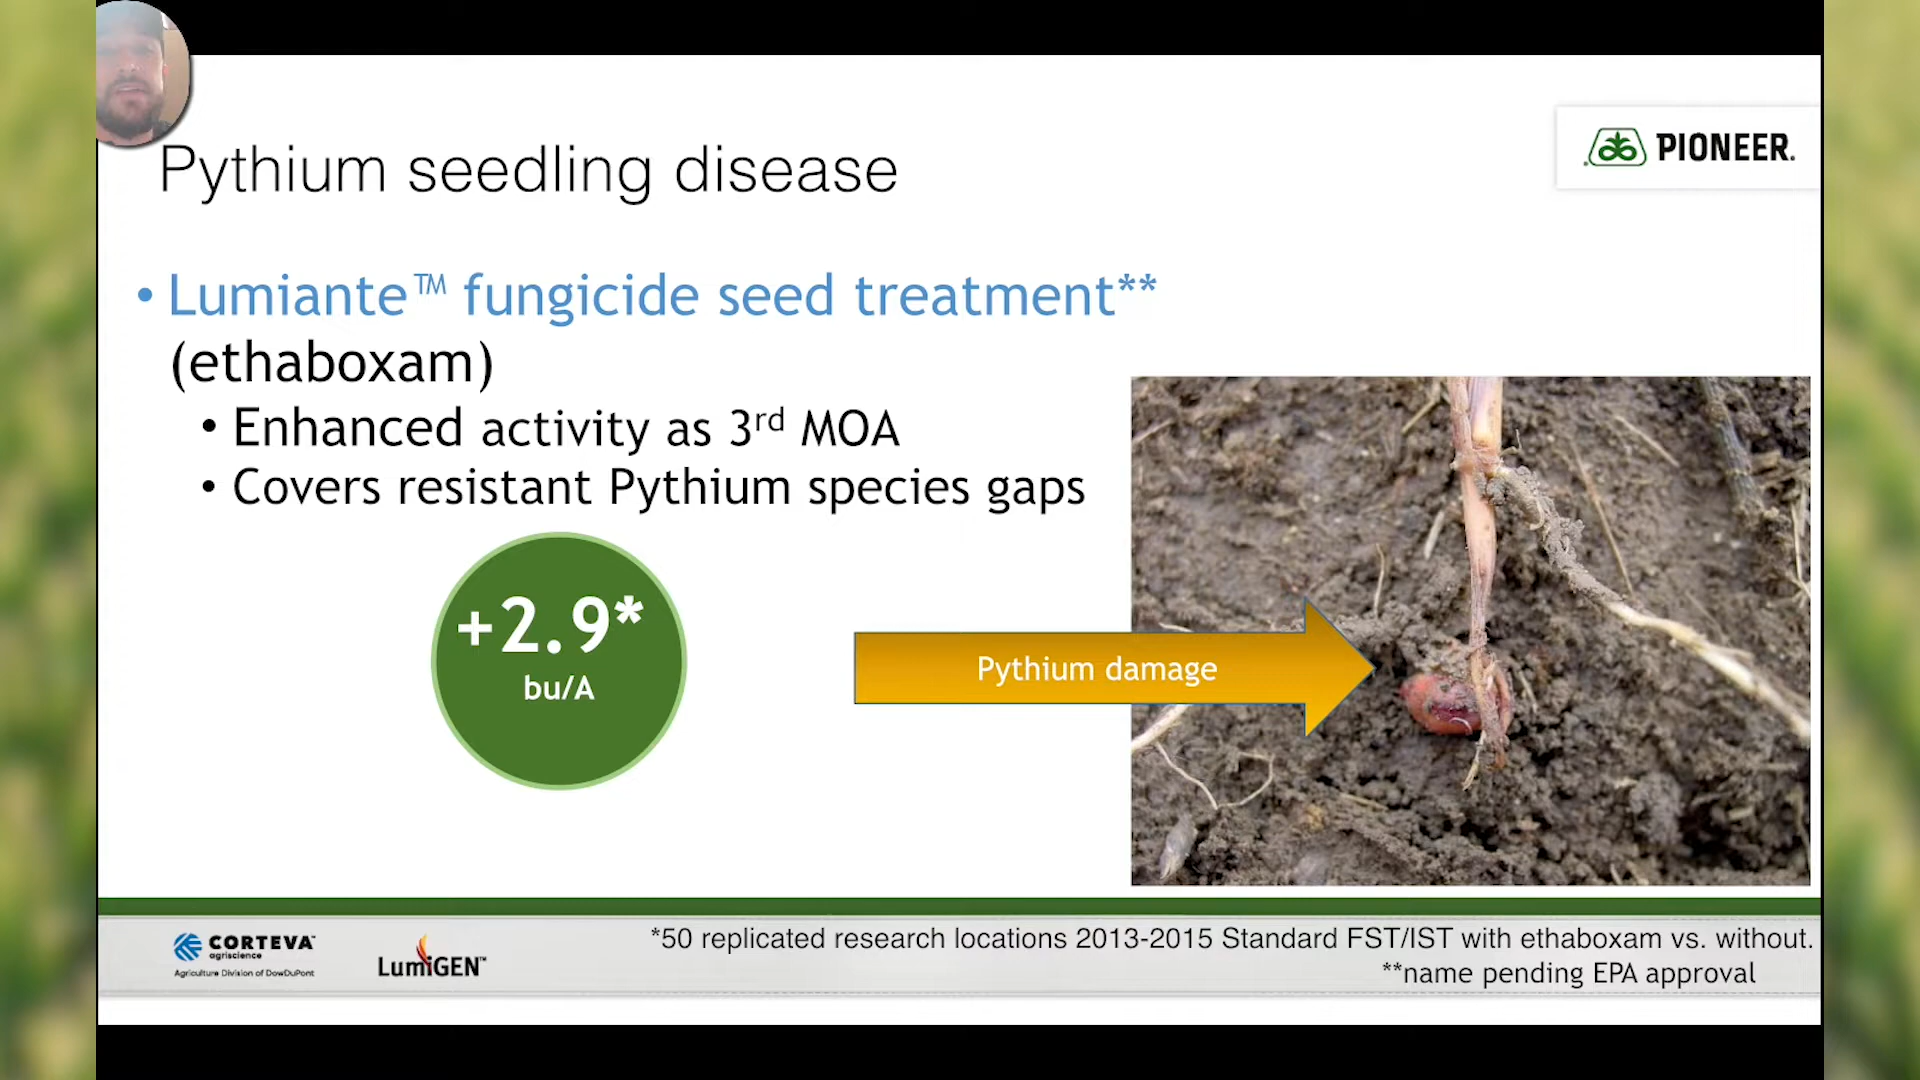 Pythium seedling disease
PIONEER.
• Lumiante™ fungicide seed treatment**
(ethaboxam)
• Enhanced activity as 3rd MOA
• Covers resistant Pythium species gaps
+2.9*
bu/A
Pythium damage
CORTEVA™
agriscience
Agriculture Division of DowDuPont
LumiGEN™
*50 replicated research locations 2013-2015 Standard FST/IST with ethaboxam vs. without.
**name pending EPA approval